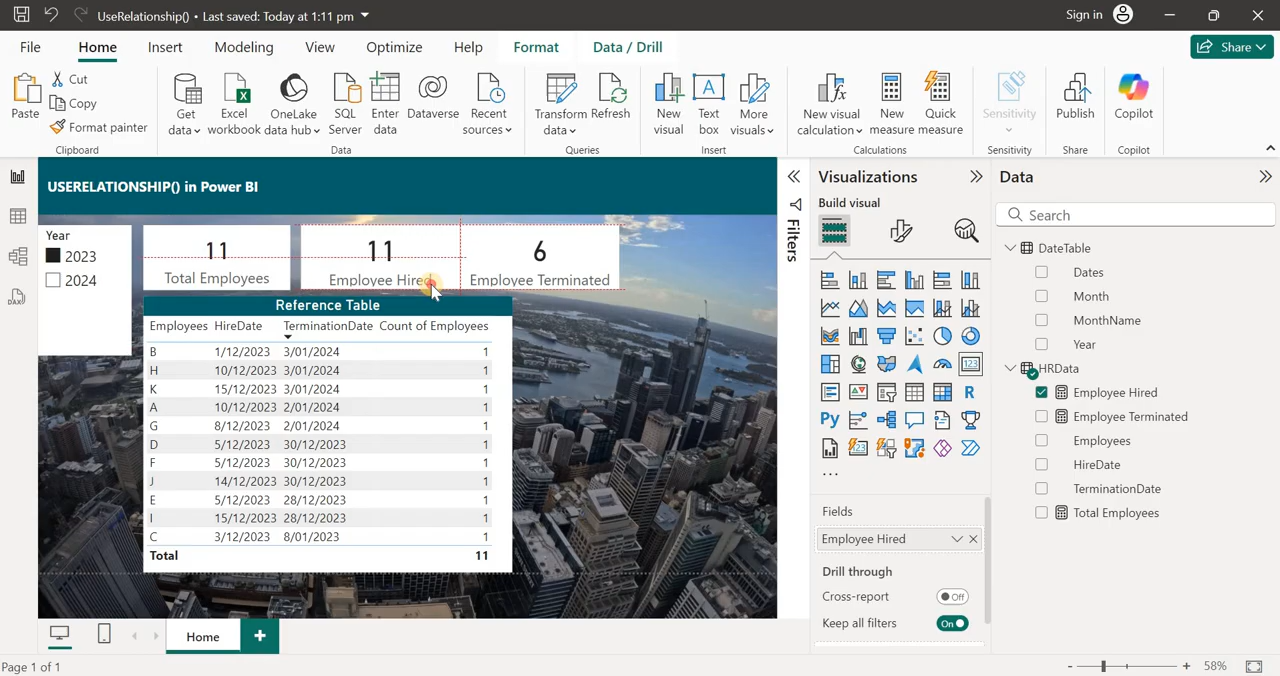 UseRelationship() • Last saved: Today at 1:11 pm
Sign in
File Home Insert Modeling View Optimize Help Format Data / Drill
Share
Paste
Cut
Copy
Format painter
Clipboard
Get data
Excel workbook
OneLake data hub
SQL Server
Enter data
Dataverse
Recent sources
Data
Transform data
Refresh
Queries
New visual
Text box
More visuals
Insert
New visual calculation
New measure
Quick measure
Calculations
Sensitivity
Sensitivity
Publish
Share
Copilot
Copilot
USERELATIONSHIP() in Power BI
Year
2023
2024
11
Total Employees
11
Employee Hired
6
Employee Terminated
Reference Table
Employees HireDate TerminationDate Count of Employees
B 1/12/2023 3/01/2024 1
H 10/12/2023 3/01/2024 1
K 15/12/2023 3/01/2024 1
A 10/12/2023 2/01/2024 1
G 8/12/2023 2/01/2024 1
D 5/12/2023 30/12/2023 1
F 5/12/2023 30/12/2023 1
J 14/12/2023 30/12/2023 1
E 5/12/2023 28/12/2023 1
I 15/12/2023 28/12/2023 1
C 3/12/2023 8/01/2023 1
Total 11
Filters
Visualizations
Build visual
123
R
Py
123
...
Fields
Employee Hired
Drill through
Cross-report Off
Keep all filters On
Data
Search
DateTable
Dates
Month
MonthName
Year
HRData
Employee Hired
Employee Terminated
Employees
HireDate
TerminationDate
Total Employees
Home
Page 1 of 1
- + 58%